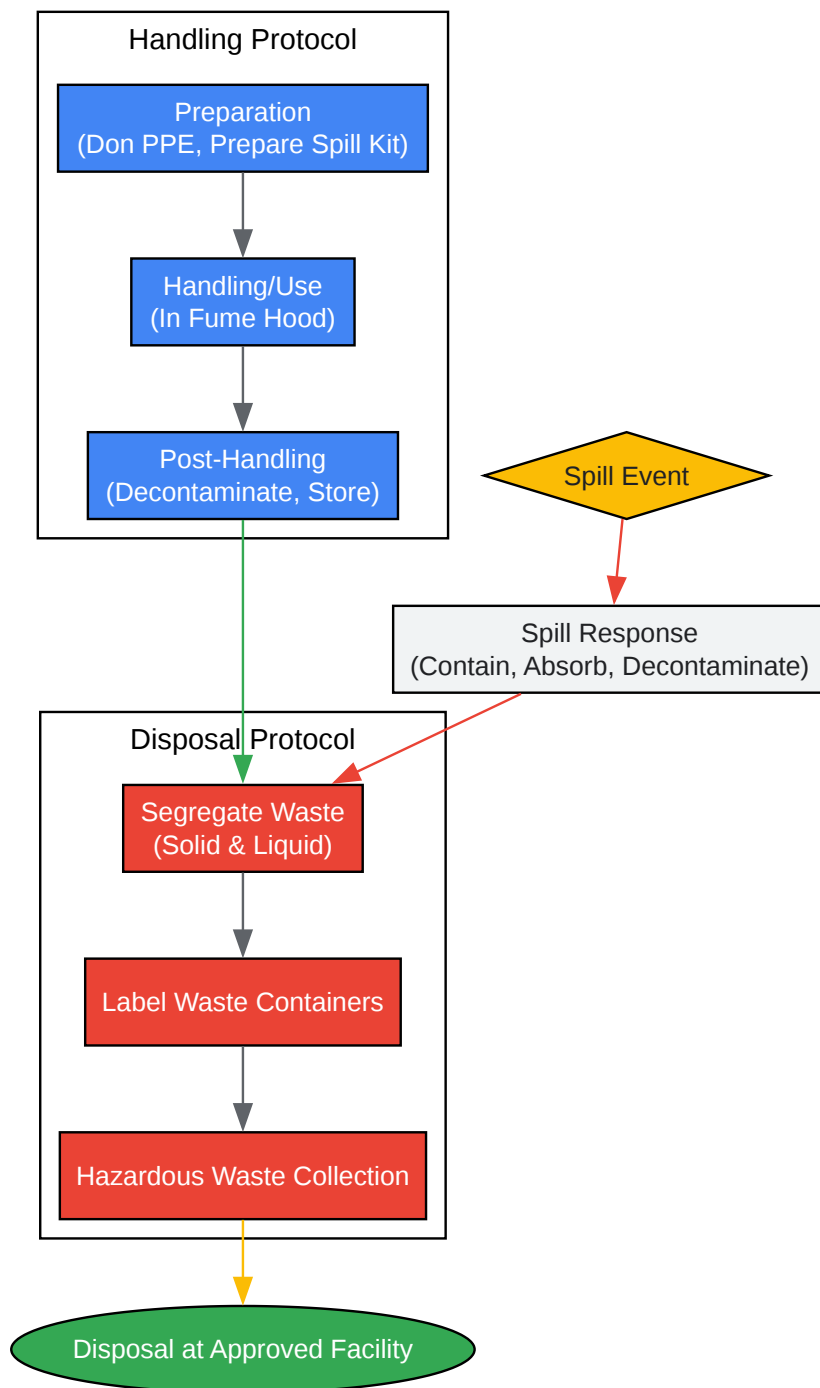 Handling Protocol
Preparation
(Don PPE, Prepare Spill Kit)
Handling/Use
(In Fume Hood)
Post-Handling
(Decontaminate, Store)
Spill Event
Spill Response
(Contain, Absorb, Decontaminate)
Disposal Protocol
Segregate Waste
(Solid & Liquid)
Label Waste Containers
Hazardous Waste Collection
Disposal at Approved Facility